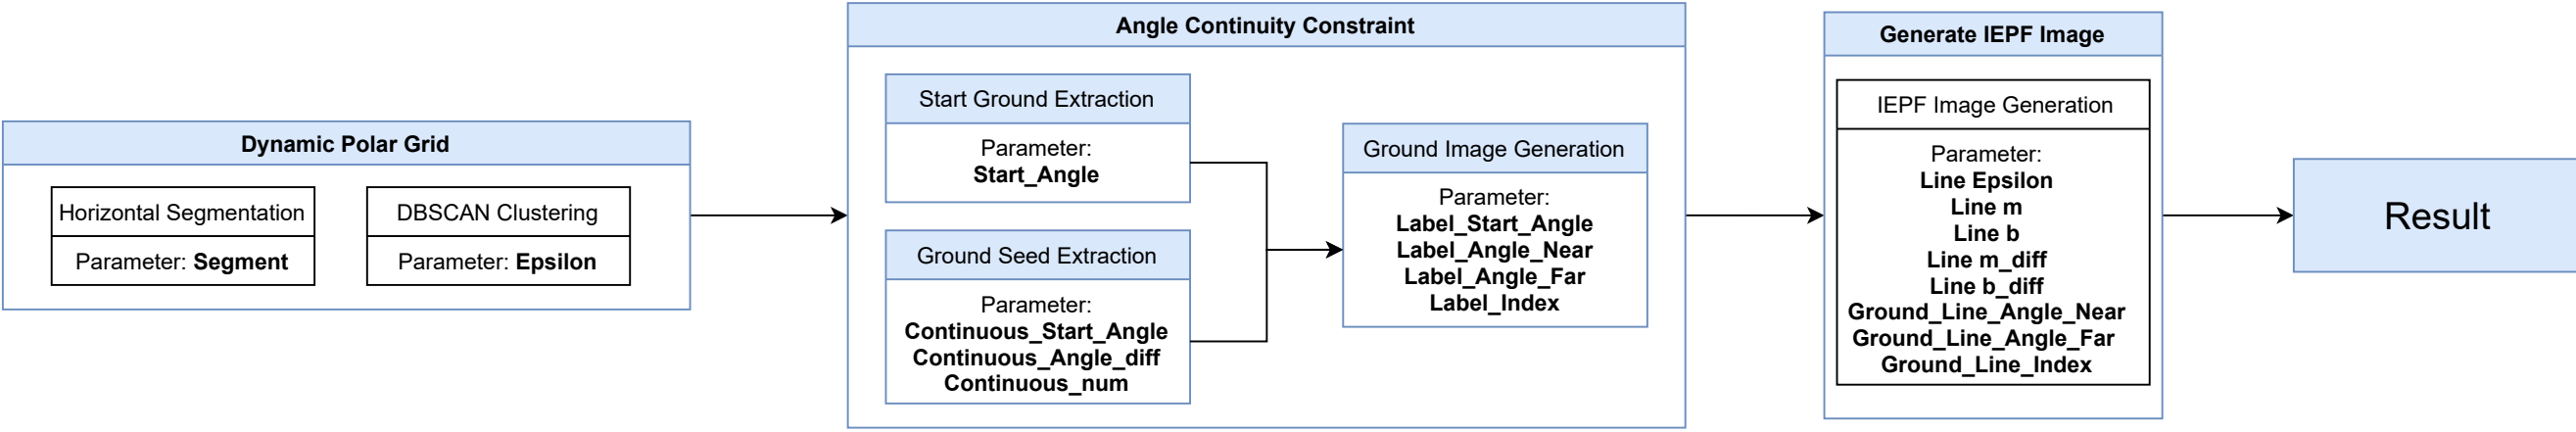 Dynamic Polar Grid
Horizontal Segmentation
Parameter: Segment
DBSCAN Clustering
Parameter: Epsilon
Angle Continuity Constraint
Start Ground Extraction
Parameter:
Start_Angle
Ground Seed Extraction
Parameter:
Continuous_Start_Angle
Continuous_Angle_diff
Continuous_num
Ground Image Generation
Parameter:
Label_Start_Angle
Label_Angle_Near
Label_Angle_Far
Label_Index
Generate IEPF Image
IEPF Image Generation
Parameter:
Line Epsilon
Line m
Line b
Line m_diff
Line b_diff
Ground_Line_Angle_Near
Ground_Line_Angle_Far
Ground_Line_Index
Result